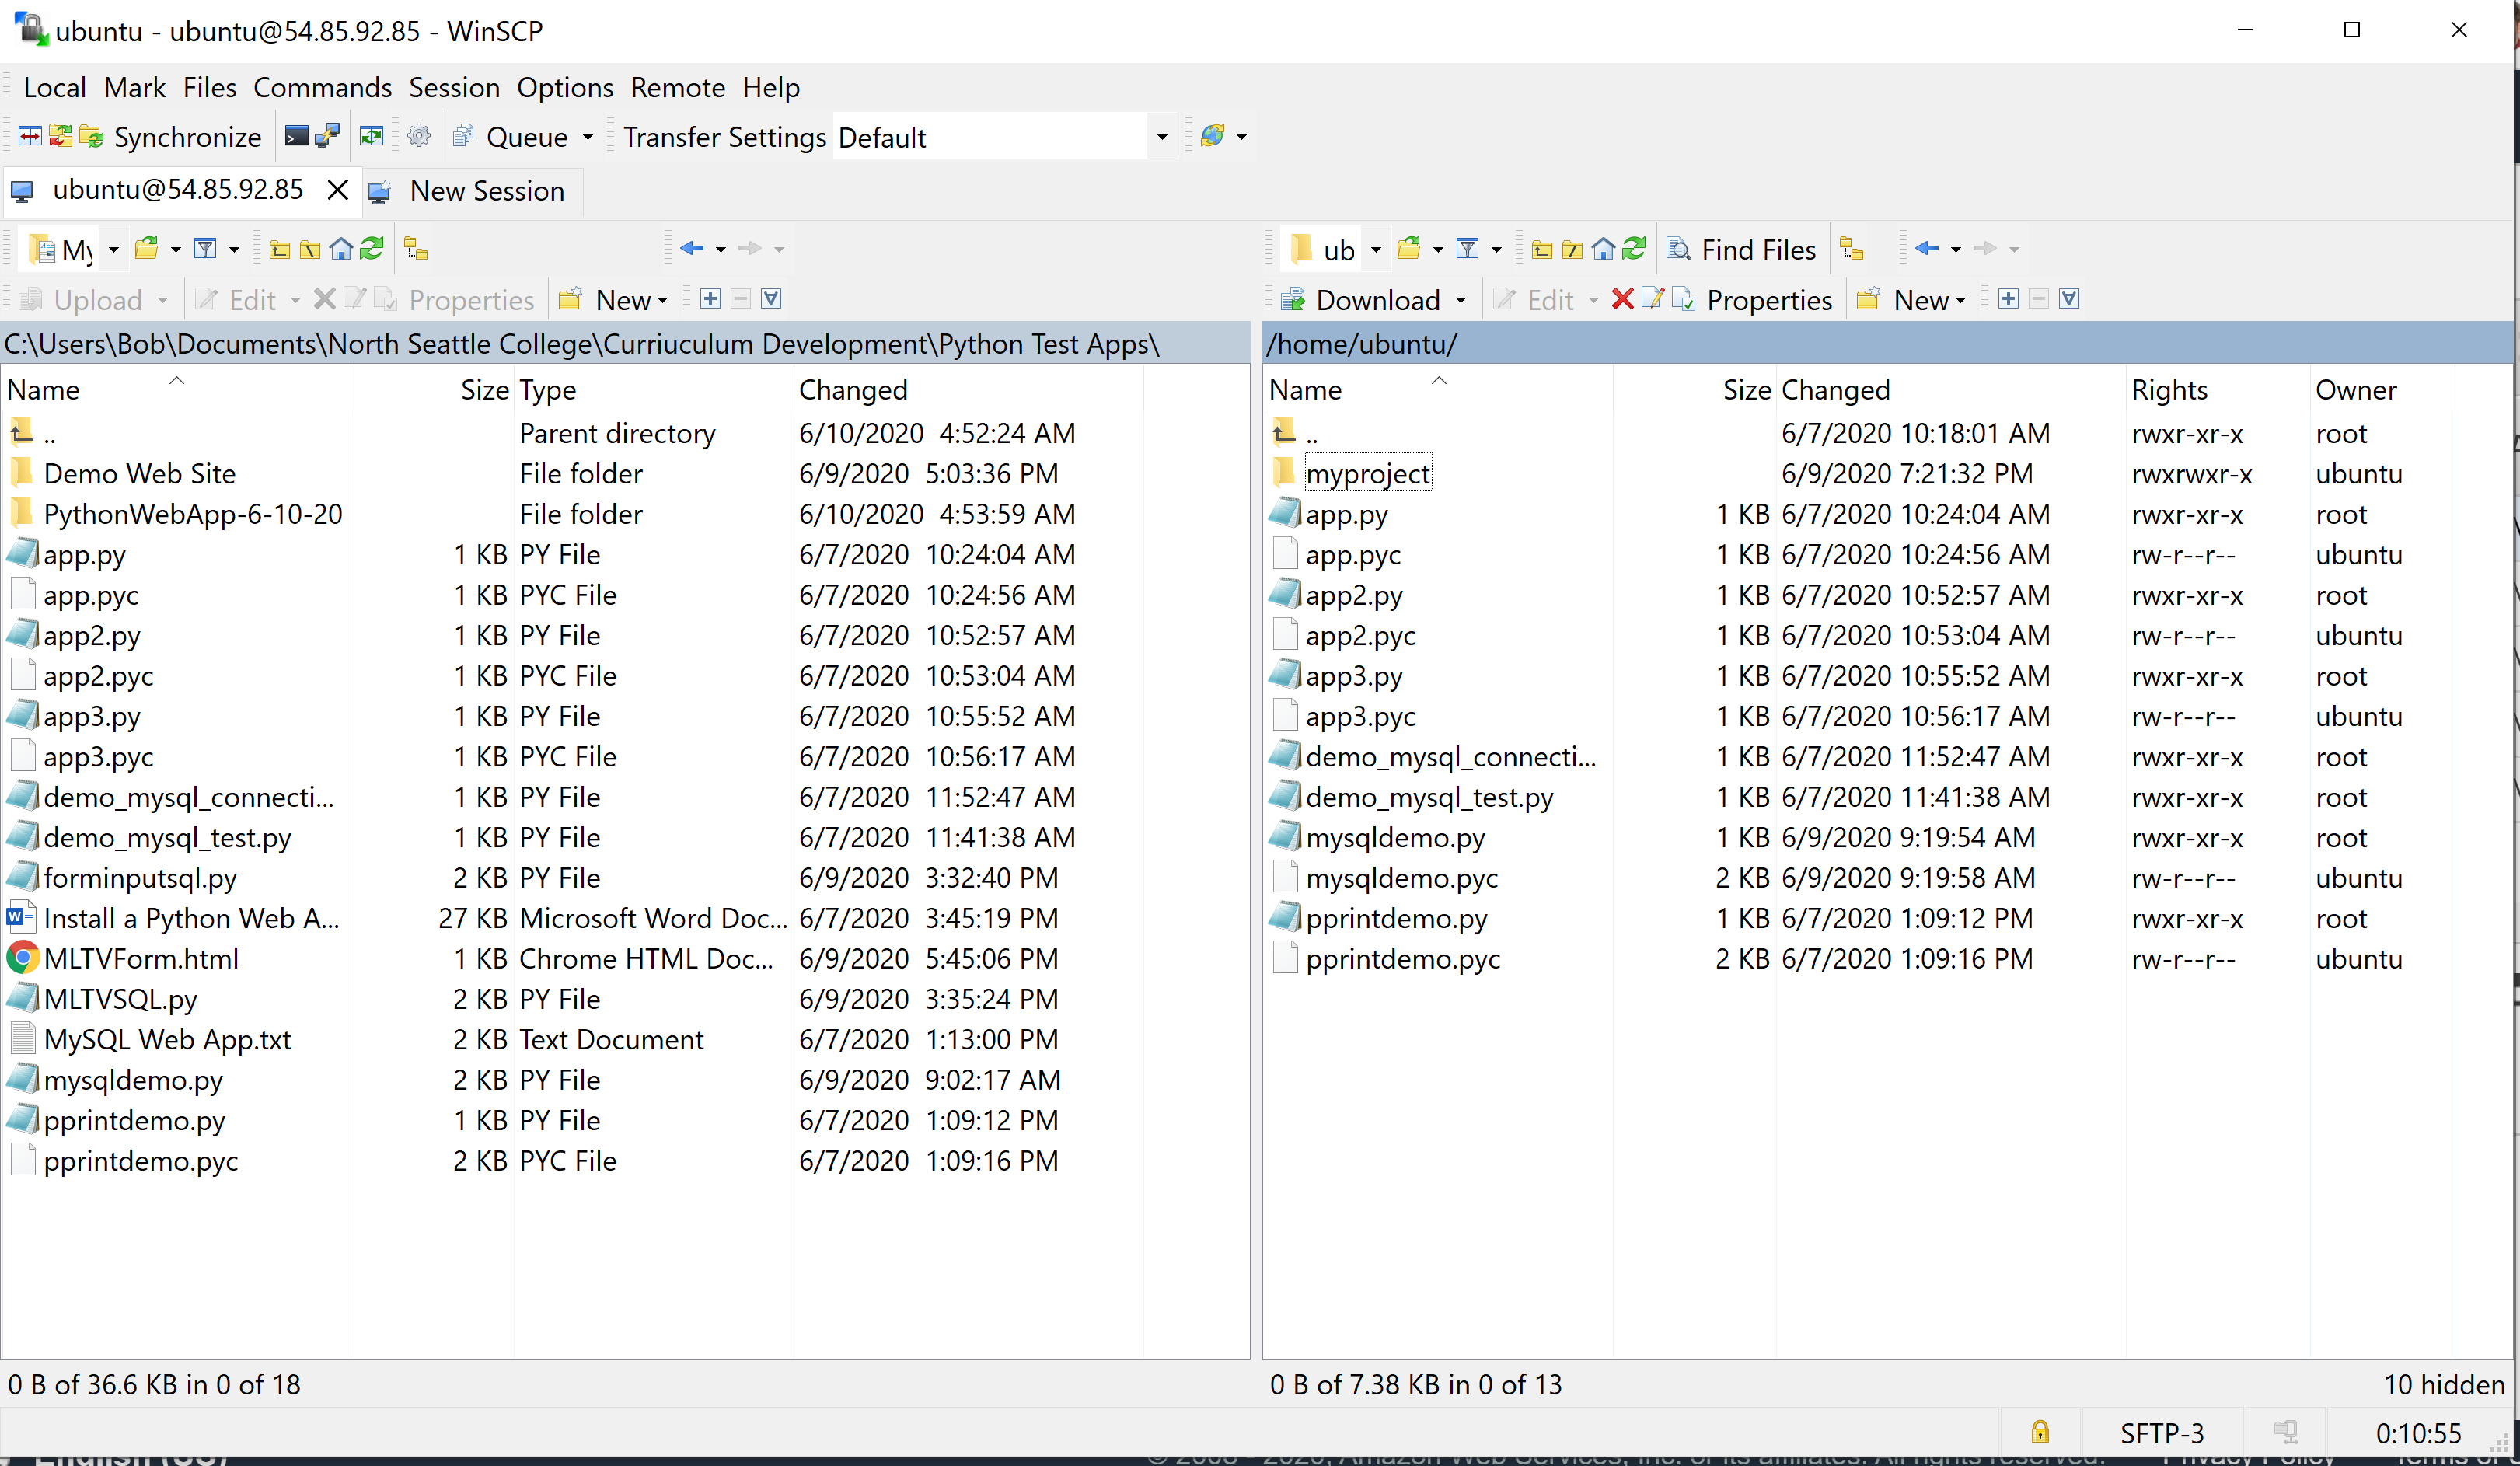 ubuntu - ubuntu@54.85.92.85 - WinSCP
Local Mark Files Commands Session Options Remote Help
Synchronize Queue Transfer Settings Default
ubuntu@54.85.92.85 New Session
My ub Find Files
Upload Edit Properties New Download Edit Properties New
C:\Users\Bob\Documents\North Seattle College\Curriuculum Development\Python Test Apps\
Name Size Type Changed
.. Parent directory 6/10/2020 4:52:24 AM
Demo Web Site File folder 6/9/2020 5:03:36 PM
PythonWebApp-6-10-20 File folder 6/10/2020 4:53:59 AM
app.py 1 KB PY File 6/7/2020 10:24:04 AM
app.pyc 1 KB PYC File 6/7/2020 10:24:56 AM
app2.py 1 KB PY File 6/7/2020 10:52:57 AM
app2.pyc 1 KB PYC File 6/7/2020 10:53:04 AM
app3.py 1 KB PY File 6/7/2020 10:55:52 AM
app3.pyc 1 KB PYC File 6/7/2020 10:56:17 AM
demo_mysql_connecti... 1 KB PY File 6/7/2020 11:52:47 AM
demo_mysql_test.py 1 KB PY File 6/7/2020 11:41:38 AM
forminputsql.py 2 KB PY File 6/9/2020 3:32:40 PM
Install a Python Web A... 27 KB Microsoft Word Doc... 6/7/2020 3:45:19 PM
MLTVForm.html 1 KB Chrome HTML Doc... 6/9/2020 5:45:06 PM
MLTVSQL.py 2 KB PY File 6/9/2020 3:35:24 PM
MySQL Web App.txt 2 KB Text Document 6/7/2020 1:13:00 PM
mysqldemo.py 2 KB PY File 6/9/2020 9:02:17 AM
pprintdemo.py 1 KB PY File 6/7/2020 1:09:12 PM
pprintdemo.pyc 2 KB PYC File 6/7/2020 1:09:16 PM
0 B of 36.6 KB in 0 of 18
/home/ubuntu/
Name Size Changed Rights Owner
.. 6/7/2020 10:18:01 AM rwxr-xr-x root
myproject 6/9/2020 7:21:32 PM rwxrwxr-x ubuntu
app.py 1 KB 6/7/2020 10:24:04 AM rwxr-xr-x root
app.pyc 1 KB 6/7/2020 10:24:56 AM rw-r--r-- ubuntu
app2.py 1 KB 6/7/2020 10:52:57 AM rwxr-xr-x root
app2.pyc 1 KB 6/7/2020 10:53:04 AM rw-r--r-- ubuntu
app3.py 1 KB 6/7/2020 10:55:52 AM rwxr-xr-x root
app3.pyc 1 KB 6/7/2020 10:56:17 AM rw-r--r-- ubuntu
demo_mysql_connecti... 1 KB 6/7/2020 11:52:47 AM rwxr-xr-x root
demo_mysql_test.py 1 KB 6/7/2020 11:41:38 AM rwxr-xr-x root
mysqldemo.py 1 KB 6/9/2020 9:19:54 AM rwxr-xr-x root
mysqldemo.pyc 2 KB 6/9/2020 9:19:58 AM rw-r--r-- ubuntu
pprintdemo.py 1 KB 6/7/2020 1:09:12 PM rwxr-xr-x root
pprintdemo.pyc 2 KB 6/7/2020 1:09:16 PM rw-r--r-- ubuntu
0 B of 7.38 KB in 0 of 13 10 hidden
SFTP-3 0:10:55
English (US) © 2008 - 2020, Amazon Web Services, Inc. or its affiliates. All rights reserved. Privacy Policy Terms of